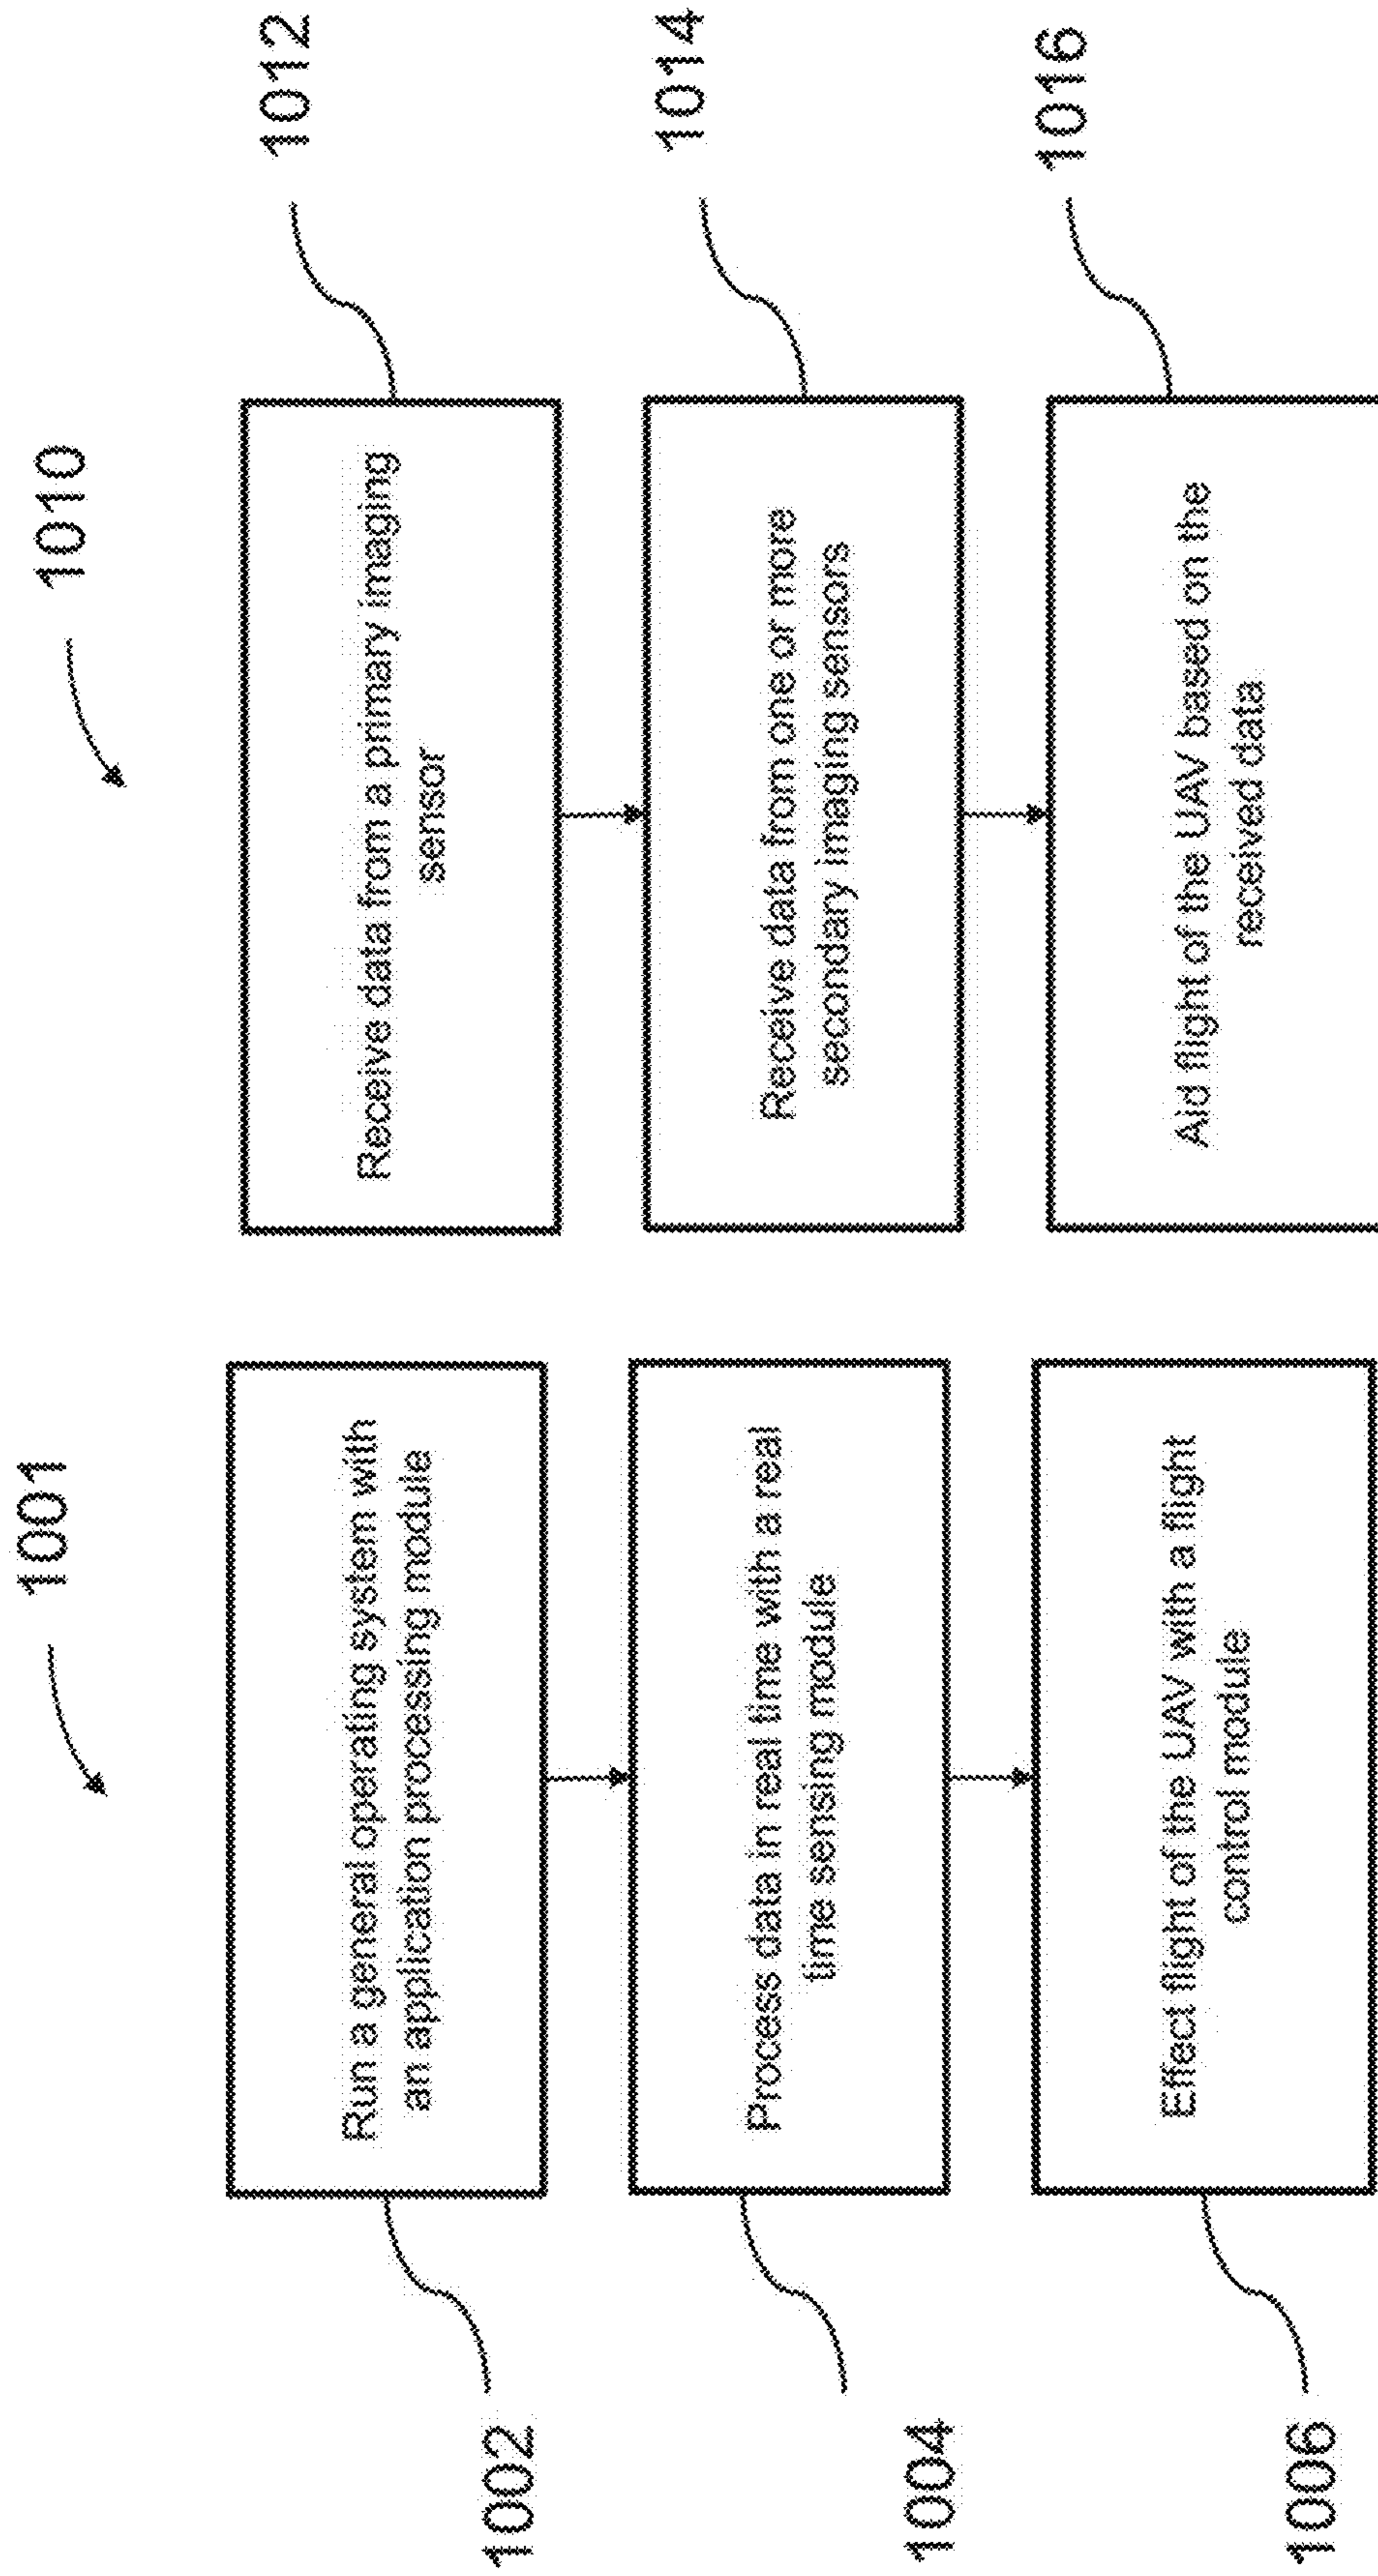 1001
1002
Run a general operating system with
an application processing module
1004
Process data in real time with a real
time sensing module
1006
Effect flight of the UAV with a flight
control module
1010
Receive data from a primary imaging
sensor
1012
Receive data from one or more
secondary imaging sensors
1014
Aid flight of the UAV based on the
received data
1016